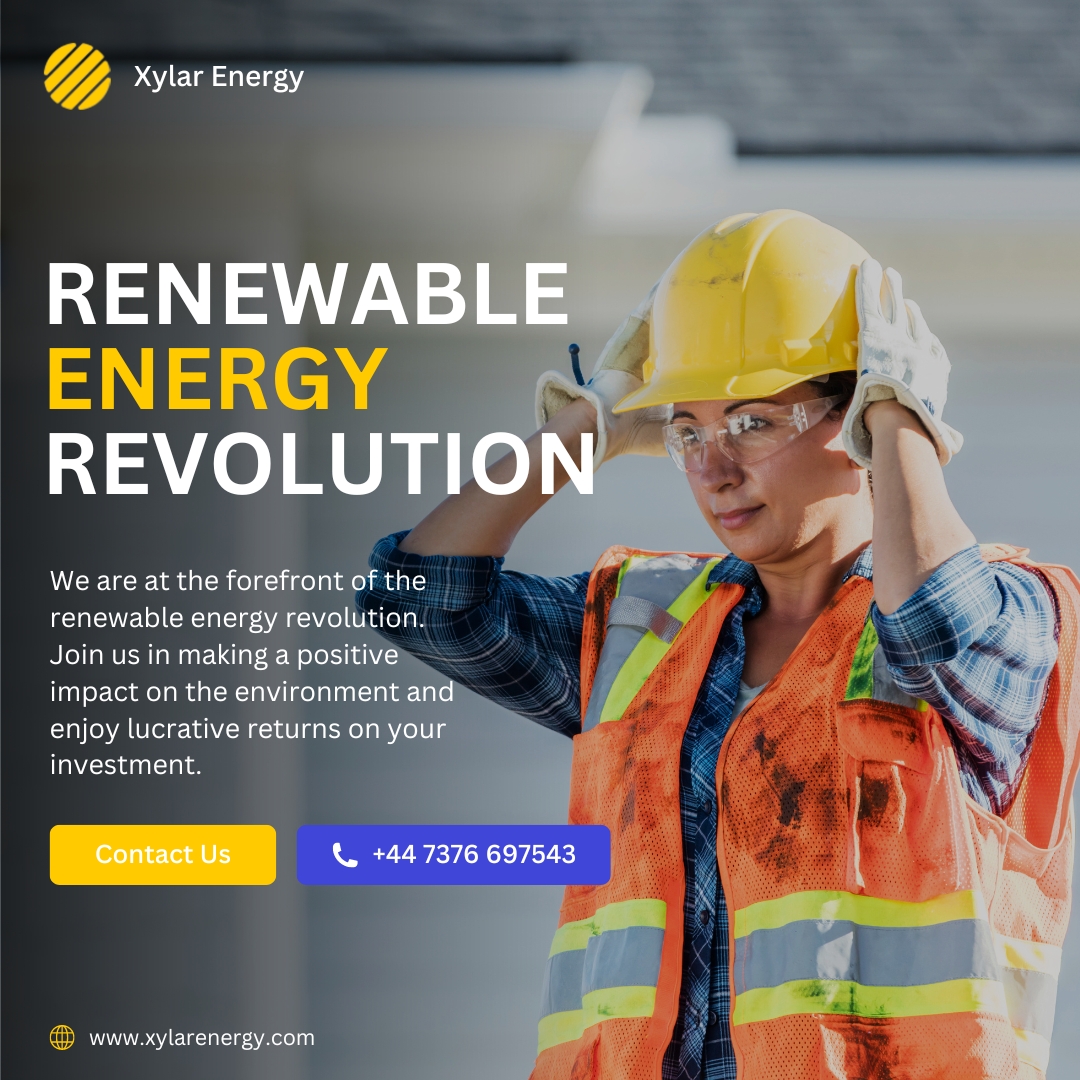 Xylar Energy
RENEWABLE
ENERGY
REVOLUTION
We are at the forefront of the
renewable energy revolution.
Join us in making a positive
impact on the environment and
enjoy lucrative returns on your
investment.
Contact Us
+44 7376 697543
www.xylarenergy.com